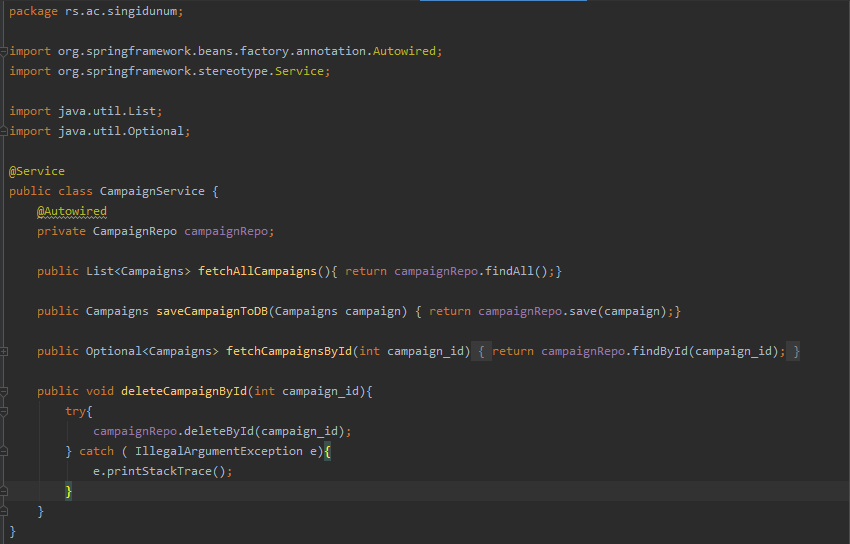 package rs.ac.singidunum;
import org.springframework.beans.factory.annotation.Autowired;
import org.springframework.stereotype.Service;
import java.util.List;
import java.util.Optional;
@Service
public class CampaignService {
@Autowired
private CampaignRepo campaignRepo;
public List<Campaigns> fetchAllCampaigns(){ return campaignRepo.findAll();}
public Campaigns saveCampaignToDB(Campaigns campaign) { return campaignRepo.save(campaign);}
public Optional<Campaigns> fetchCampaignsById(int campaign_id) { return campaignRepo.findById(campaign_id); }
public void deleteCampaignById(int campaign_id){
try{
campaignRepo.deleteById(campaign_id);
} catch ( IllegalArgumentException e){
e.printStackTrace();
}
}
}